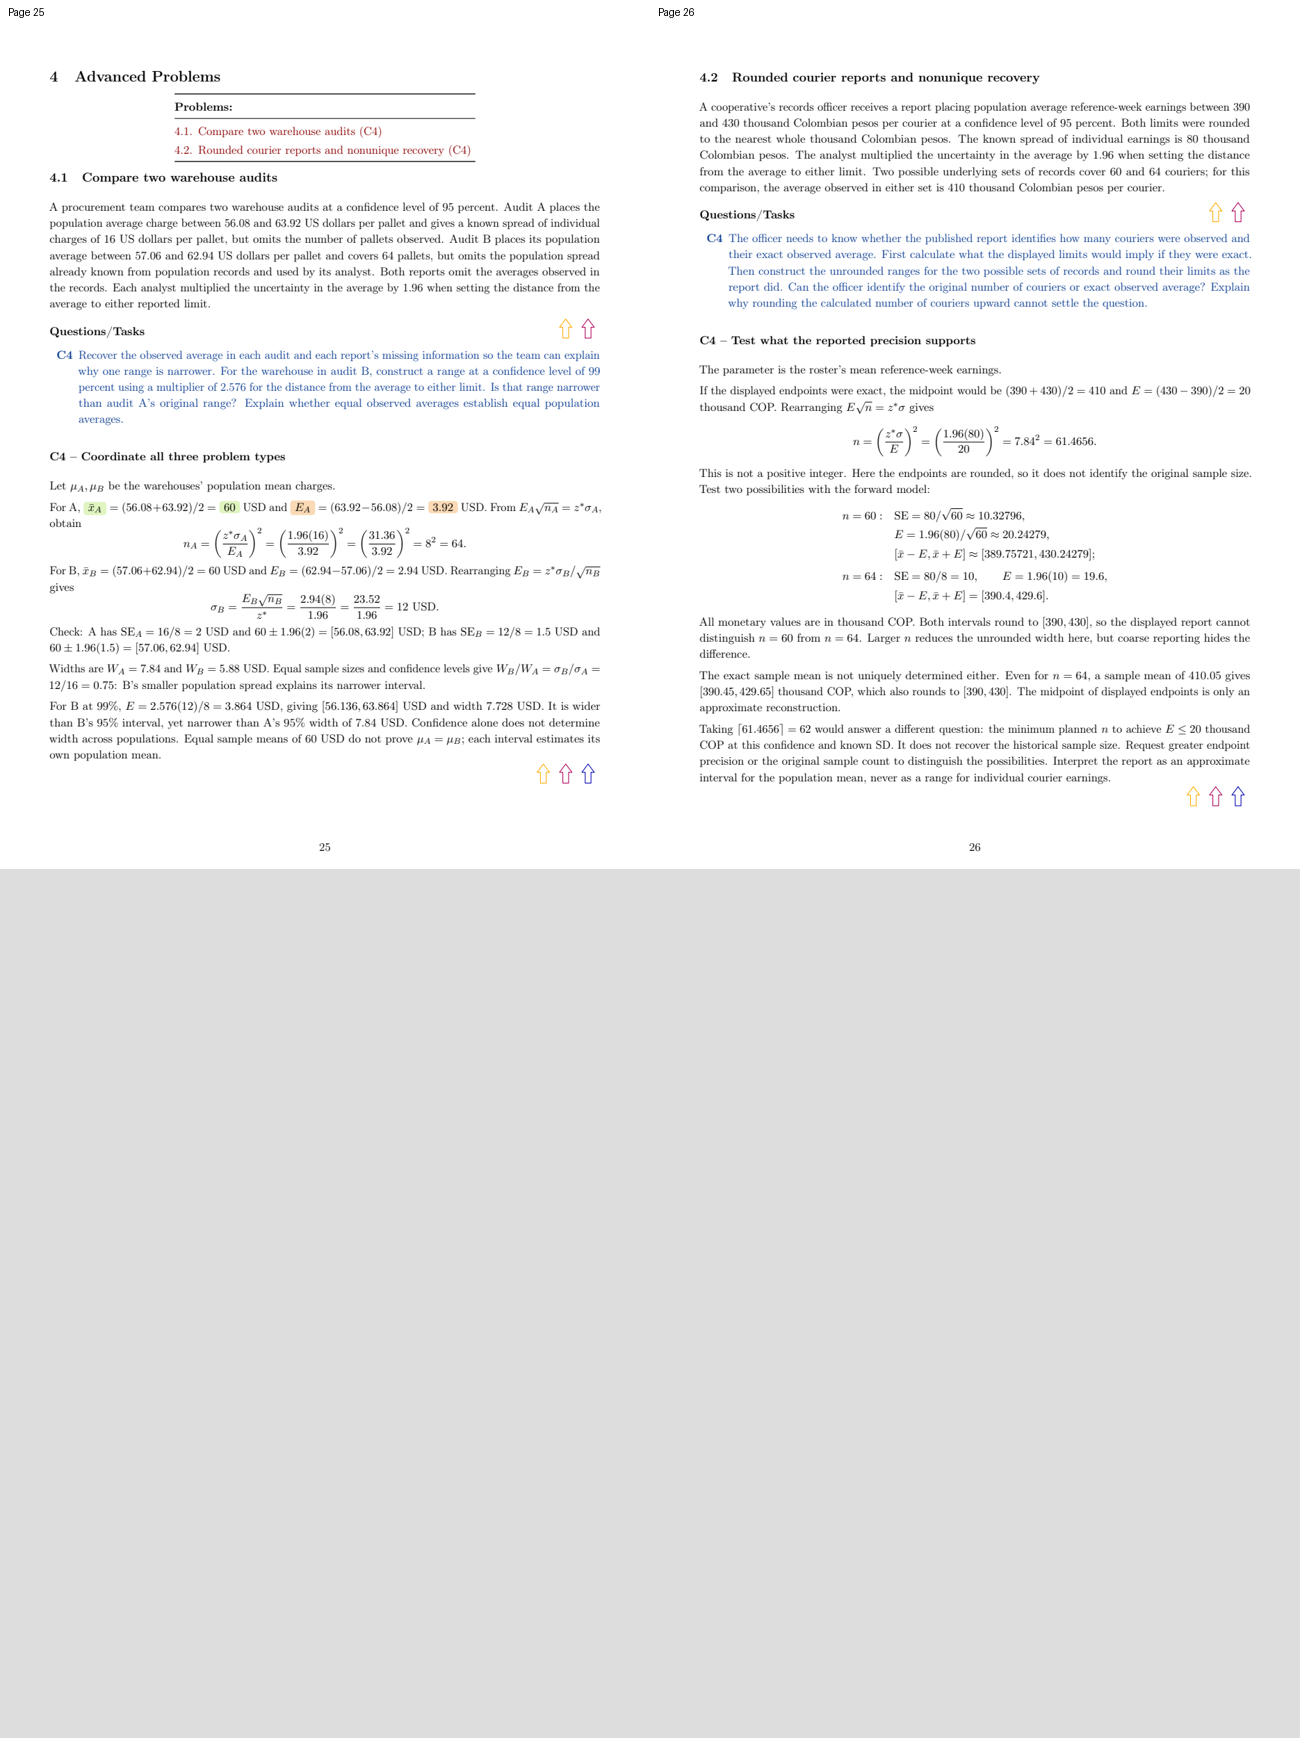 Page 25
4 Advanced Problems
Problems:
4.1. Compare two warehouse audits (C4)
4.2. Rounded courier reports and nonunique recovery (C4)
4.1 Compare two warehouse audits
A procurement team compares two warehouse audits at a confidence level of 95 percent. Audit A places the
population average charge between 56.08 and 63.92 US dollars per pallet and gives a known spread of individual
charges of 16 US dollars per pallet, but omits the number of pallets observed. Audit B places its population
average between 57.06 and 62.94 US dollars per pallet and covers 64 pallets, but omits the population spread
already known from population records and used by its analyst. Both reports omit the averages observed in
the records. Each analyst multiplied the uncertainty in the average by 1.96 when setting the distance from the
average to either reported limit.
Questions/Tasks
C4 Recover the observed average in each audit and each report's missing information so the team can explain
why one range is narrower. For the warehouse in audit B, construct a range at a confidence level of 99
percent using a multiplier of 2.576 for the distance from the average to either limit. Is that range narrower
than audit A's original range? Explain whether equal observed averages establish equal population
averages.
C4 – Coordinate all three problem types
Let μ_A, μ_B be the warehouses' population mean charges.
For A, x̄_A = (56.08+63.92)/2 = 60 USD and E_A = (63.92−56.08)/2 = 3.92 USD. From E_A√n_A = z*σ_A,
obtain
n_A = (z*σ_A / E_A)² = (1.96(16) / 3.92)² = (31.36 / 3.92)² = 8² = 64.
For B, x̄_B = (57.06+62.94)/2 = 60 USD and E_B = (62.94−57.06)/2 = 2.94 USD. Rearranging E_B = z*σ_B/√n_B
gives
σ_B = E_B√n_B / z* = 2.94(8) / 1.96 = 23.52 / 1.96 = 12 USD.
Check: A has SE_A = 16/8 = 2 USD and 60 ± 1.96(2) = [56.08, 63.92] USD; B has SE_B = 12/8 = 1.5 USD and
60 ± 1.96(1.5) = [57.06, 62.94] USD.
Widths are W_A = 7.84 and W_B = 5.88 USD. Equal sample sizes and confidence levels give W_B/W_A = σ_B/σ_A =
12/16 = 0.75: B's smaller population spread explains its narrower interval.
For B at 99%, E = 2.576(12)/8 = 3.864 USD, giving [56.136, 63.864] USD and width 7.728 USD. It is wider
than B's 95% interval, yet narrower than A's 95% width of 7.84 USD. Confidence alone does not determine
width across populations. Equal sample means of 60 USD do not prove μ_A = μ_B; each interval estimates its
own population mean.
25
Page 26
4.2 Rounded courier reports and nonunique recovery
A cooperative's records officer receives a report placing population average reference-week earnings between 390
and 430 thousand Colombian pesos per courier at a confidence level of 95 percent. Both limits were rounded
to the nearest whole thousand Colombian pesos. The known spread of individual earnings is 80 thousand
Colombian pesos. The analyst multiplied the uncertainty in the average by 1.96 when setting the distance
from the average to either limit. Two possible underlying sets of records cover 60 and 64 couriers; for this
comparison, the average observed in either set is 410 thousand Colombian pesos per courier.
Questions/Tasks
C4 The officer needs to know whether the published report identifies how many couriers were observed and
their exact observed average. First calculate what the displayed limits would imply if they were exact.
Then construct the unrounded ranges for the two possible sets of records and round their limits as the
report did. Can the officer identify the original number of couriers or exact observed average? Explain
why rounding the calculated number of couriers upward cannot settle the question.
C4 – Test what the reported precision supports
The parameter is the roster's mean reference-week earnings.
If the displayed endpoints were exact, the midpoint would be (390 + 430)/2 = 410 and E = (430 − 390)/2 = 20
thousand COP. Rearranging E√n = z*σ gives
n = (z*σ / E)² = (1.96(80) / 20)² = 7.84² = 61.4656.
This is not a positive integer. Here the endpoints are rounded, so it does not identify the original sample size.
Test two possibilities with the forward model:
n = 60 : SE = 80/√60 ≈ 10.32796,
E = 1.96(80)/√60 ≈ 20.24279,
[x̄ − E, x̄ + E] ≈ [389.75721, 430.24279];
n = 64 : SE = 80/8 = 10, E = 1.96(10) = 19.6,
[x̄ − E, x̄ + E] = [390.4, 429.6].
All monetary values are in thousand COP. Both intervals round to [390, 430], so the displayed report cannot
distinguish n = 60 from n = 64. Larger n reduces the unrounded width here, but coarse reporting hides the
difference.
The exact sample mean is not uniquely determined either. Even for n = 64, a sample mean of 410.05 gives
[390.45, 429.65] thousand COP, which also rounds to [390, 430]. The midpoint of displayed endpoints is only an
approximate reconstruction.
Taking ⌈61.4656⌉ = 62 would answer a different question: the minimum planned n to achieve E ≤ 20 thousand
COP at this confidence and known SD. It does not recover the historical sample size. Request greater endpoint
precision or the original sample count to distinguish the possibilities. Interpret the report as an approximate
interval for the population mean, never as a range for individual courier earnings.
26